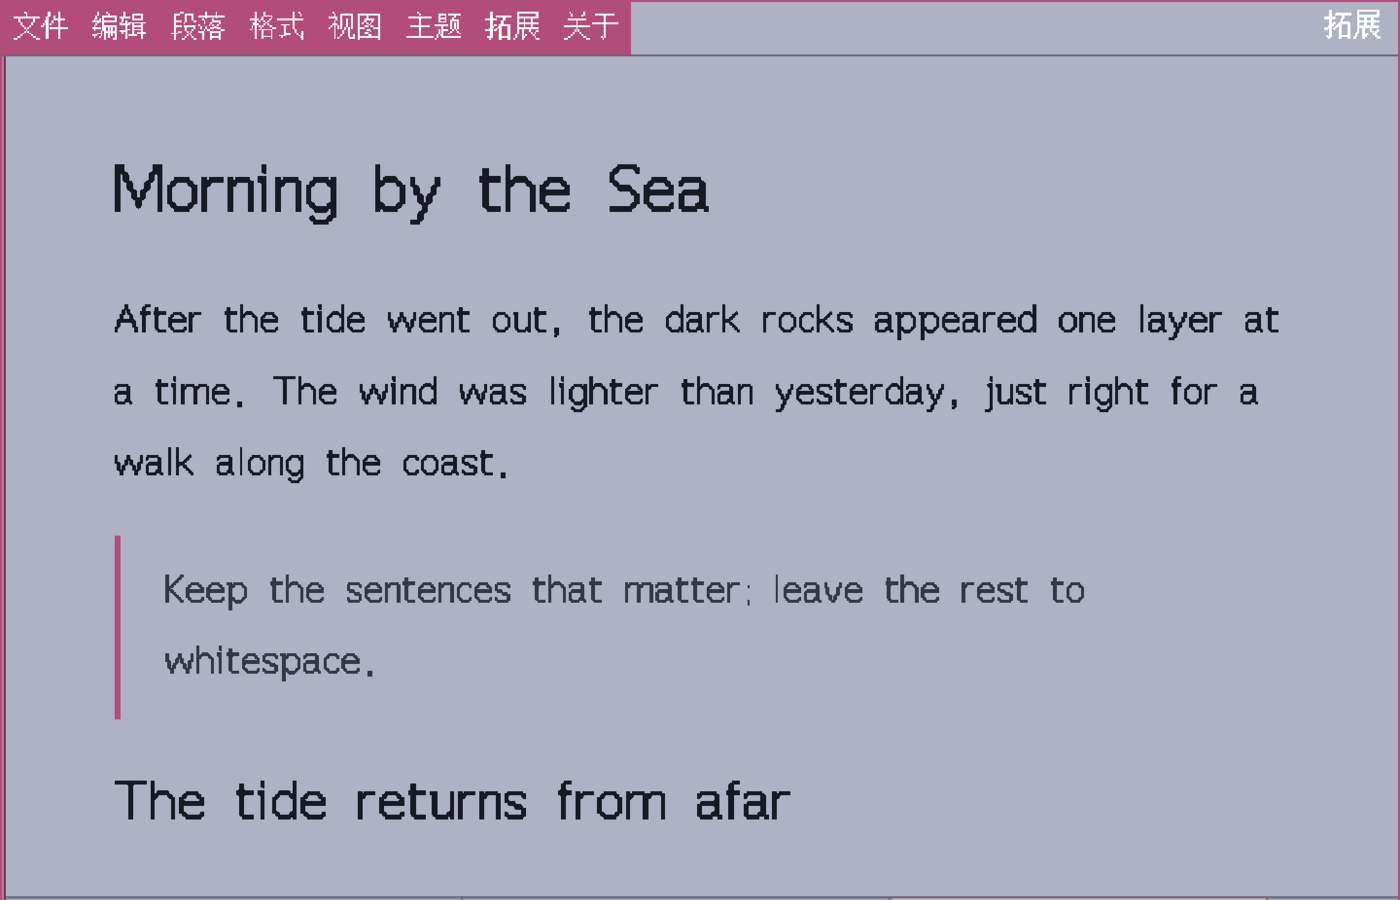 文件 编辑 段落 格式 视图 主题 拓展 关于 拓展
Morning by the Sea
After the tide went out, the dark rocks appeared one layer at
a time. The wind was lighter than yesterday, just right for a
walk along the coast.
Keep the sentences that matter; leave the rest to
whitespace.
The tide returns from afar